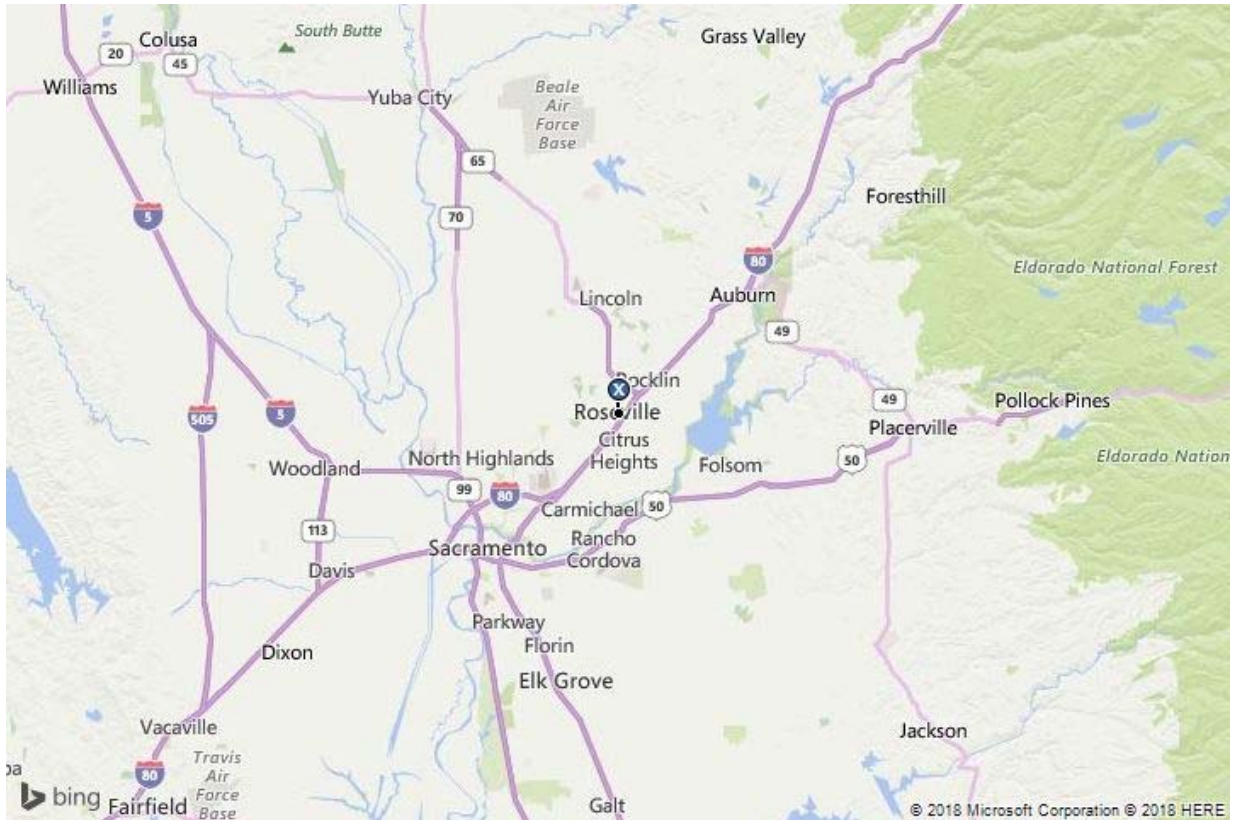 South Butte
Grass Valley
Colusa
20
45
Williams
Yuba City
Beale
Air
Force
Base
65
Foresthill
5
70
80
Eldorado National Forest
Lincoln
Auburn
49
X
Rocklin
49
Pollock Pines
505
5
Roseville
Placerville
Citrus
Heights
North Highlands
Folsom
50
Eldorado Nation
Woodland
99
80
Carmichael
50
113
Sacramento
Rancho
Cordova
Davis
Parkway
Florin
Dixon
Elk Grove
Vacaville
Jackson
Travis
Air
Force
Base
pa
80
bing
Fairfield
Galt
© 2018 Microsoft Corporation © 2018 HERE